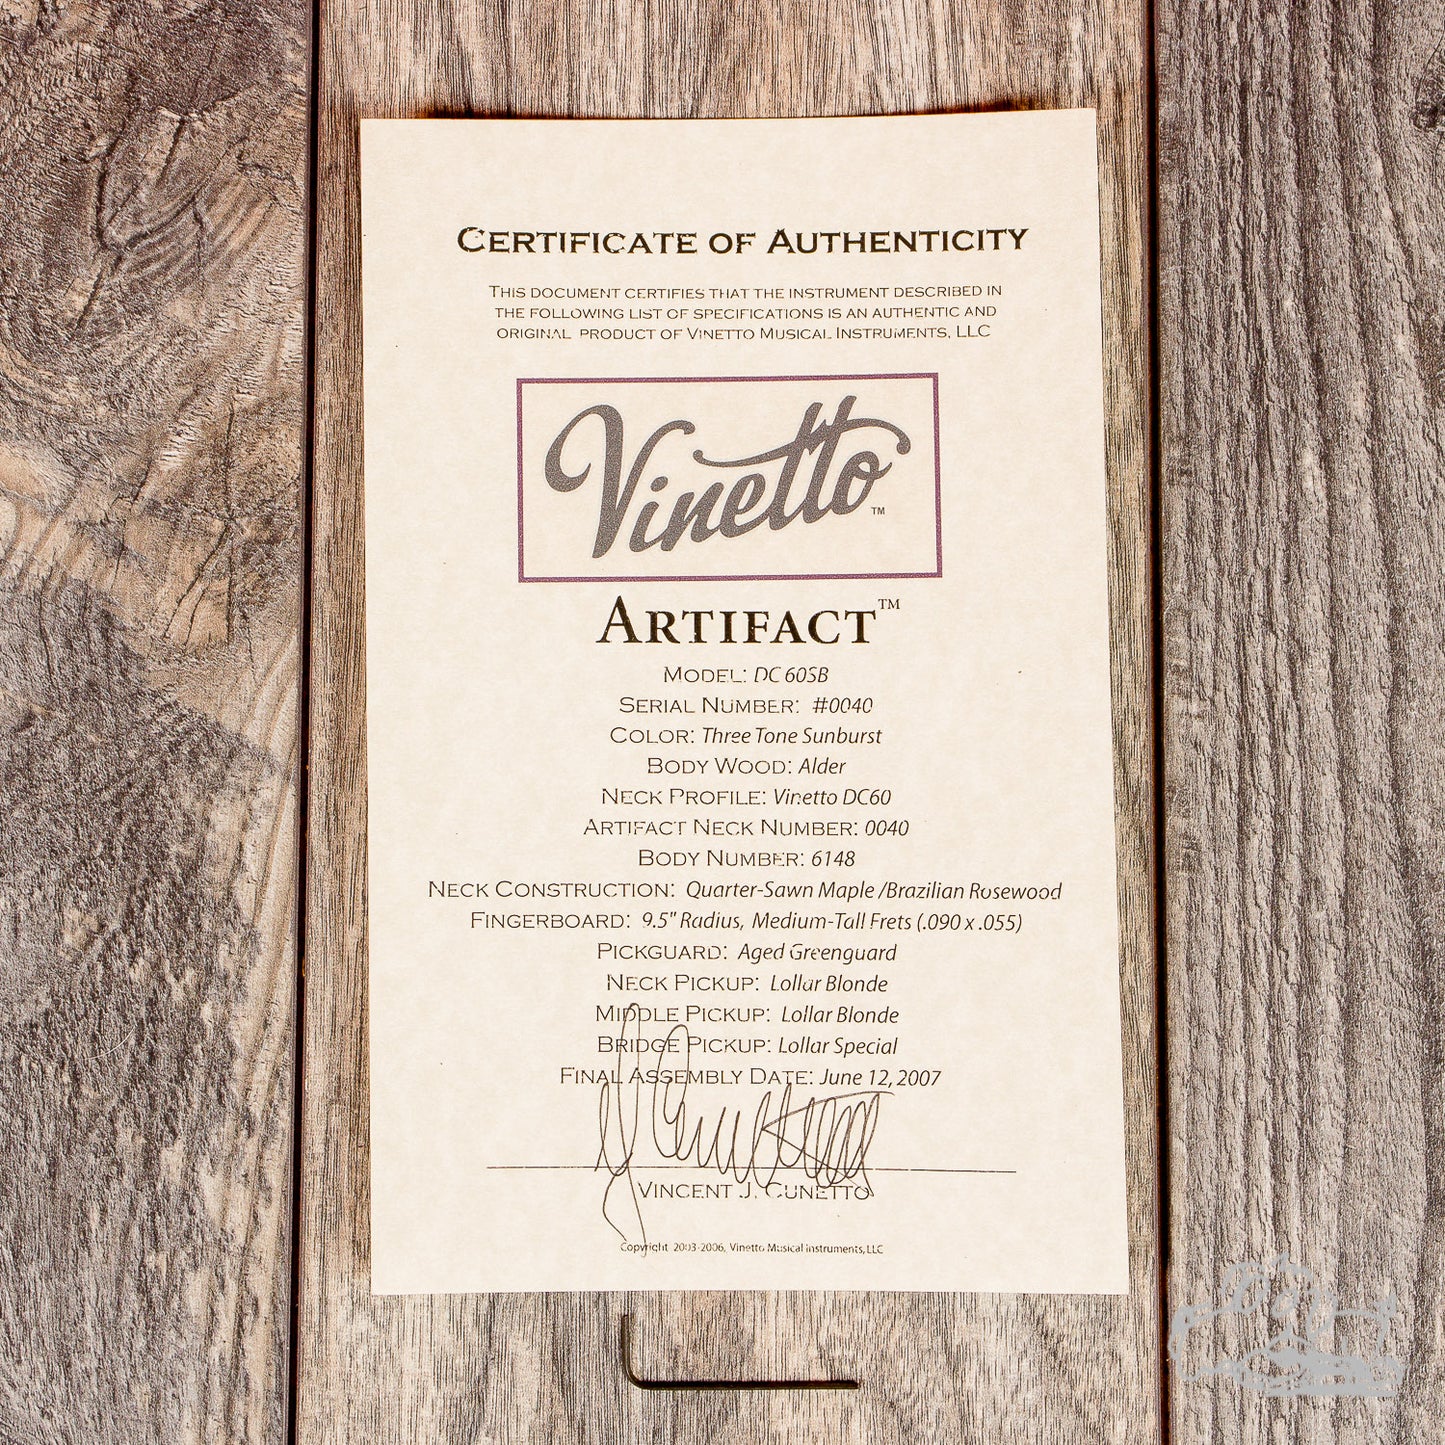 CERTIFICATE OF AUTHENTICITY
THIS DOCUMENT CERTIFIES THAT THE INSTRUMENT DESCRIBED IN
THE FOLLOWING LIST OF SPECIFICATIONS IS AN AUTHENTIC AND
ORIGINAL PRODUCT OF VINETTO MUSICAL INSTRUMENTS, LLC
Vinetto™
ARTIFACT™
MODEL: DC 60SB
SERIAL NUMBER: #0040
COLOR: Three Tone Sunburst
BODY WOOD: Alder
NECK PROFILE: Vinetto DC60
ARTIFACT NECK NUMBER: 0040
BODY NUMBER: 6148
NECK CONSTRUCTION: Quarter-Sawn Maple /Brazilian Rosewood
FINGERBOARD: 9.5" Radius, Medium-Tall Frets (.090 x .055)
PICKGUARD: Aged Greenguard
NECK PICKUP: Lollar Blonde
MIDDLE PICKUP: Lollar Blonde
BRIDGE PICKUP: Lollar Special
FINAL ASSEMBLY DATE: June 12, 2007
VINCENT J. CUNETTO
Copyright 2003-2006, Vinetto Musical Instruments, LLC